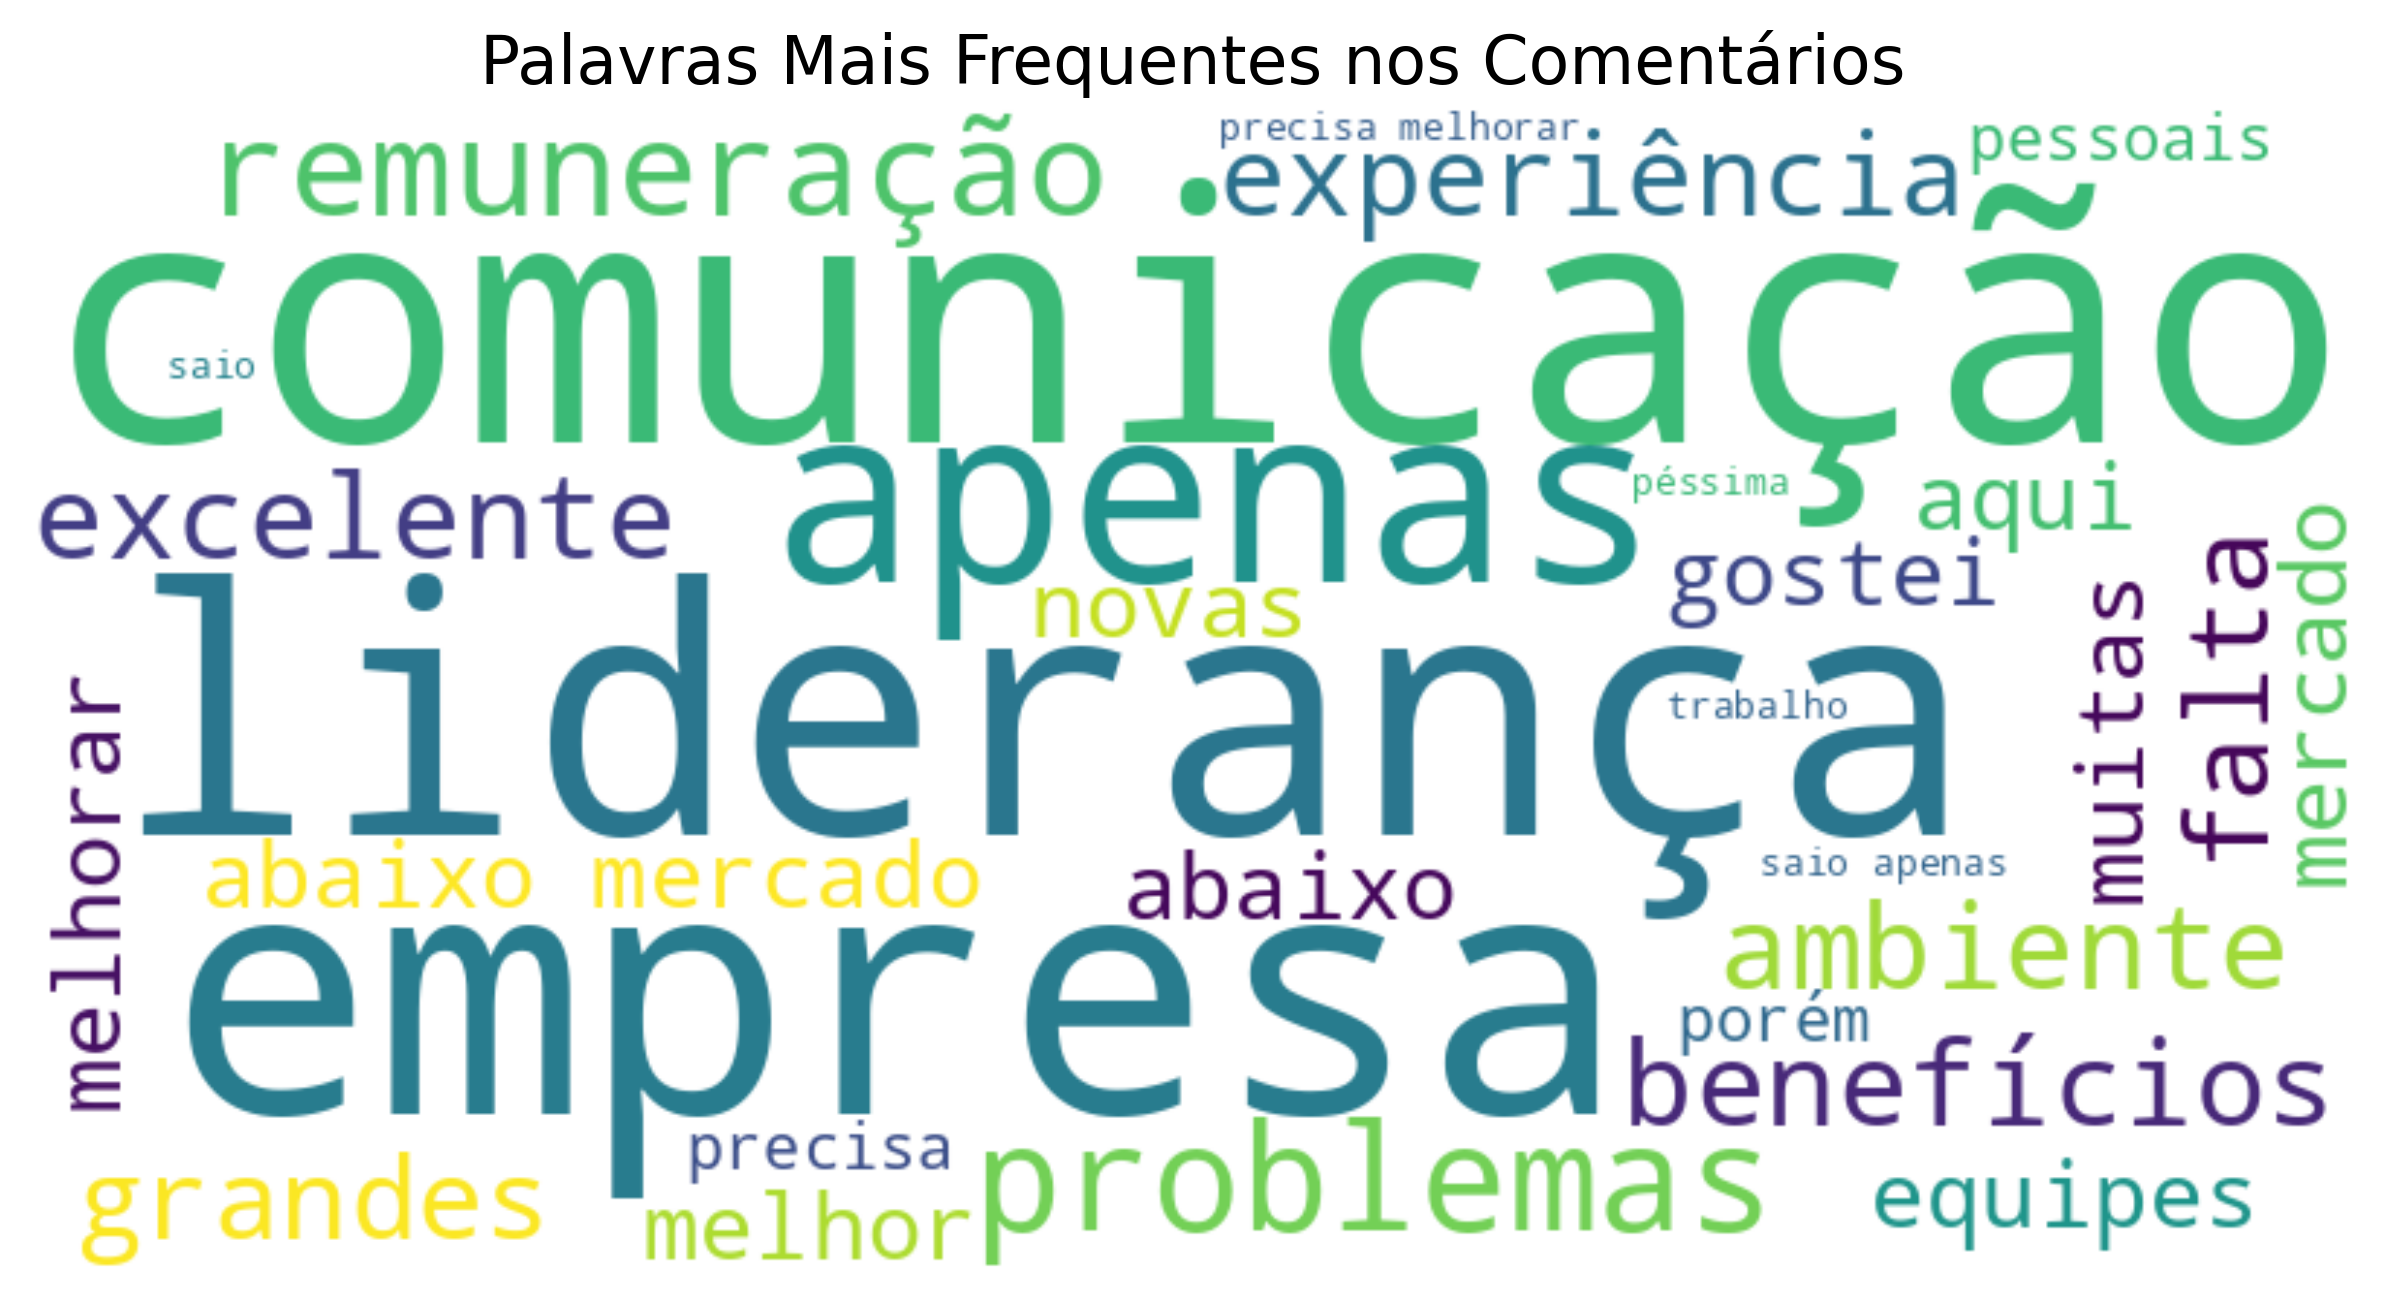 Palavras Mais Frequentes nos Comentários
precisa melhorar
remuneração
experiência
pessoais
comunicação
saio
excelente
apenas
péssima
aqui
novas
gostei
liderança
trabalho
muitas
falta
mercado
melhorar
abaixo mercado
abaixo
saio apenas
empresa
ambiente
porém
benefícios
precisa
problemas
grandes
melhor
equipes